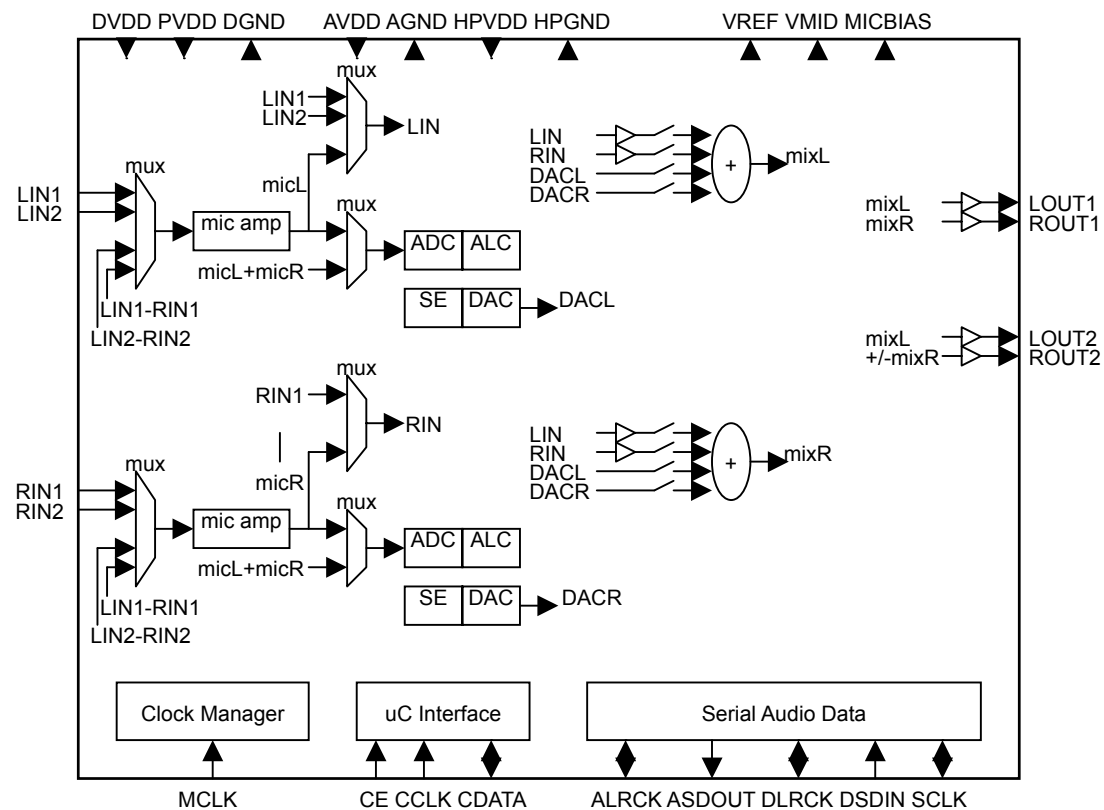 DVDD PVDD DGND AVDD AGND HPVDD HPGND VREF VMID MICBIAS
mux
LIN1
LIN2
LIN
micL
mux
LIN1
LIN2
mic amp
mux
micL+micR
ADC ALC
LIN1-RIN1
LIN2-RIN2
SE DAC
DACL
LIN
RIN
DACL
DACR
+
mixL
mixL
mixR
LOUT1
ROUT1
mixL
+/-mixR
LOUT2
ROUT2
mux
RIN1
RIN
micR
mux
RIN1
RIN2
mic amp
mux
micL+micR
ADC ALC
LIN1-RIN1
LIN2-RIN2
SE DAC
DACR
LIN
RIN
DACL
DACR
+
mixR
Clock Manager
uC Interface
Serial Audio Data
MCLK
CE CCLK CDATA
ALRCK ASDOUT DLRCK DSDIN SCLK